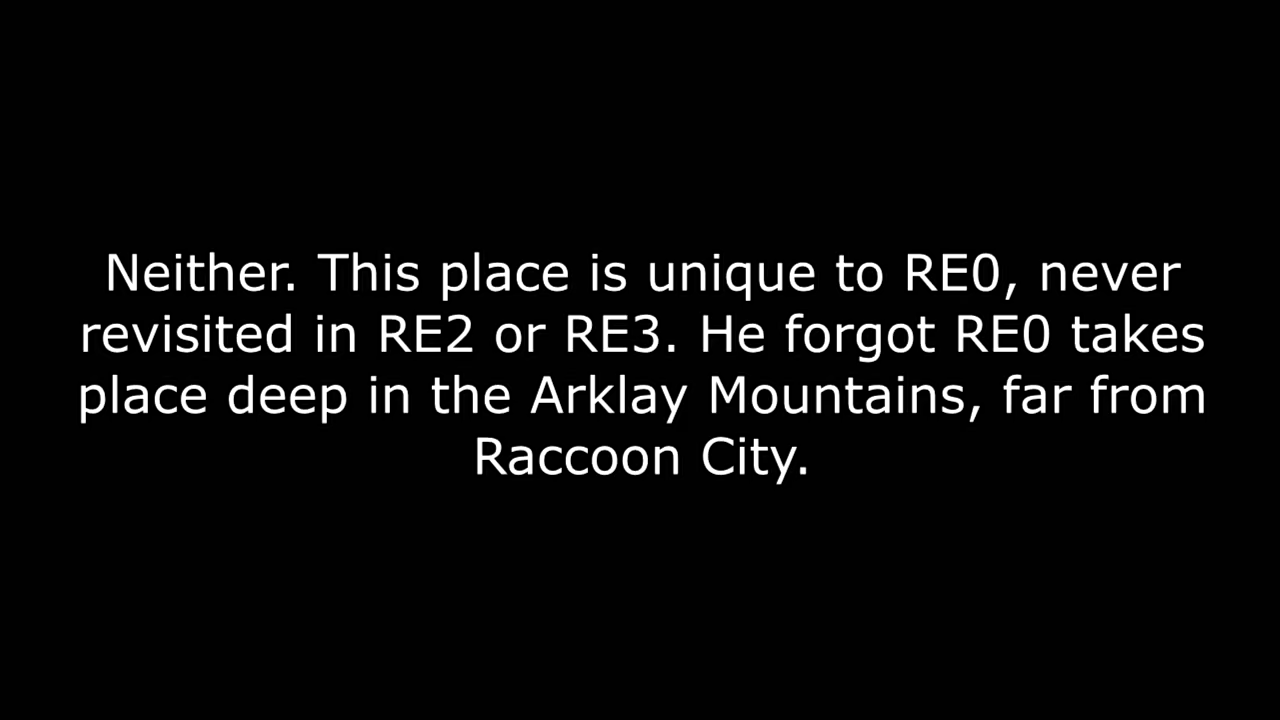 Neither. This place is unique to RE0, never
revisited in RE2 or RE3. He forgot RE0 takes
place deep in the Arklay Mountains, far from
Raccoon City.